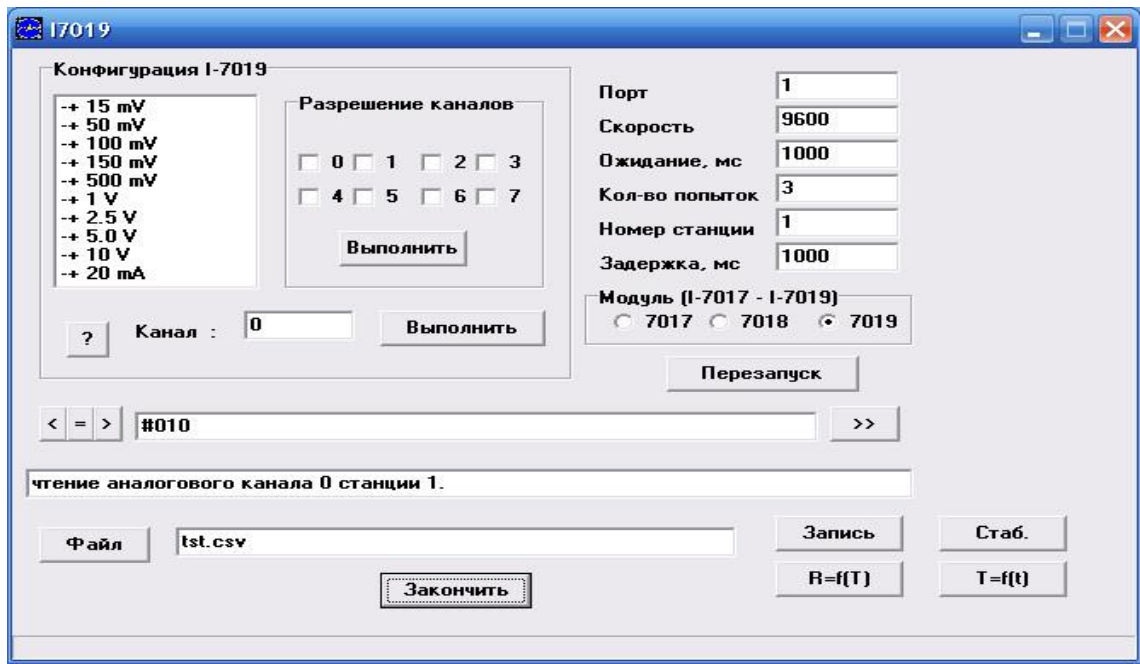 I7019
Конфигурация I-7019
-+ 15 mV
-+ 50 mV
-+ 100 mV
-+ 150 mV
-+ 500 mV
-+ 1 V
-+ 2.5 V
-+ 5.0 V
-+ 10 V
-+ 20 mA
Разрешение каналов
0 1 2 3
4 5 6 7
Выполнить
? Канал : 0 Выполнить
Порт 1
Скорость 9600
Ожидание, мс 1000
Кол-во попыток 3
Номер станции 1
Задержка, мс 1000
Модуль (I-7017 - I-7019)
7017 7018 7019
Перезапуск
< = > #010 >>
чтение аналогового канала 0 станции 1.
Файл tst.csv Запись Стаб.
Закончить R=f(T) T=f(t)